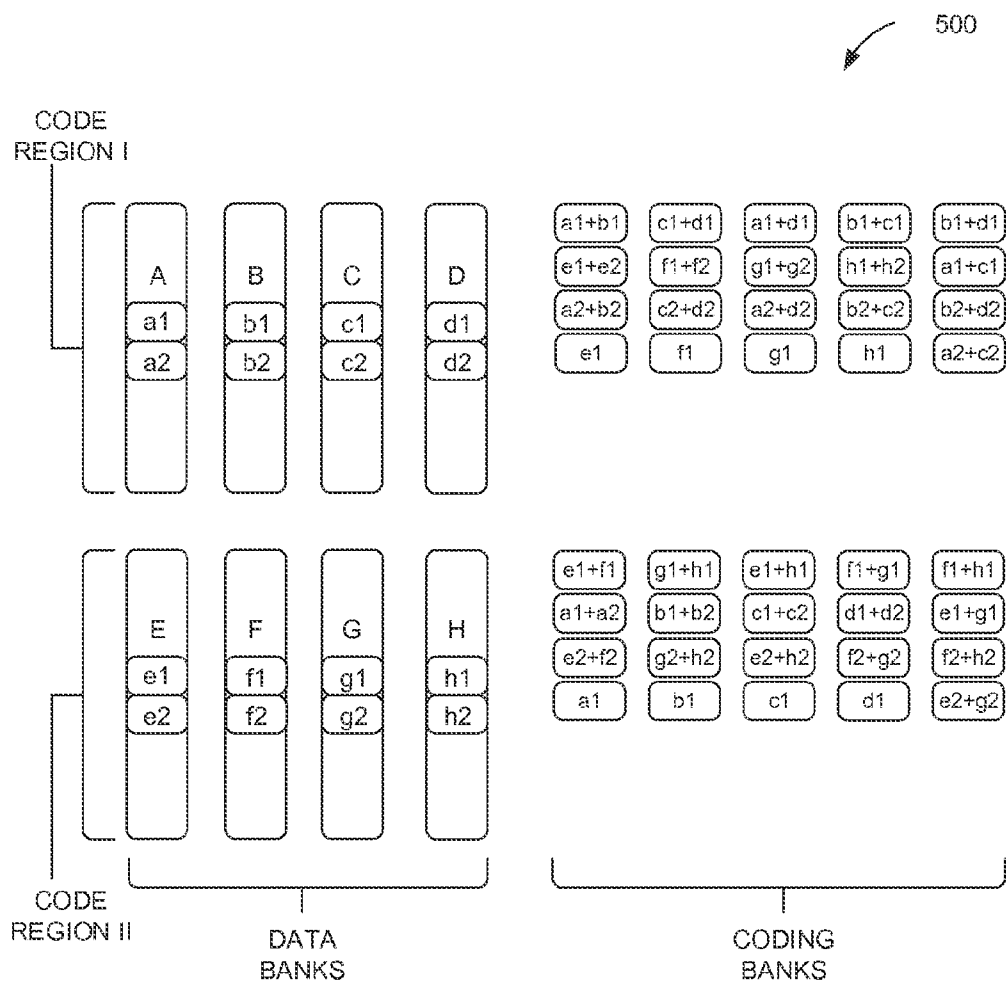 500
CODE
REGION I
A B C D
a1 b1 c1 d1
a2 b2 c2 d2
a1+b1 c1+d1 a1+d1 b1+c1 b1+d1
e1+e2 f1+f2 g1+g2 h1+h2 a1+c1
a2+b2 c2+d2 a2+d2 b2+c2 b2+d2
e1 f1 g1 h1 a2+c2
E F G H
e1 f1 g1 h1
e2 f2 g2 h2
e1+f1 g1+h1 e1+h1 f1+g1 f1+h1
a1+a2 b1+b2 c1+c2 d1+d2 e1+g1
e2+f2 g2+h2 e2+h2 f2+g2 f2+h2
a1 b1 c1 d1 e2+g2
CODE
REGION II
DATA
BANKS
CODING
BANKS